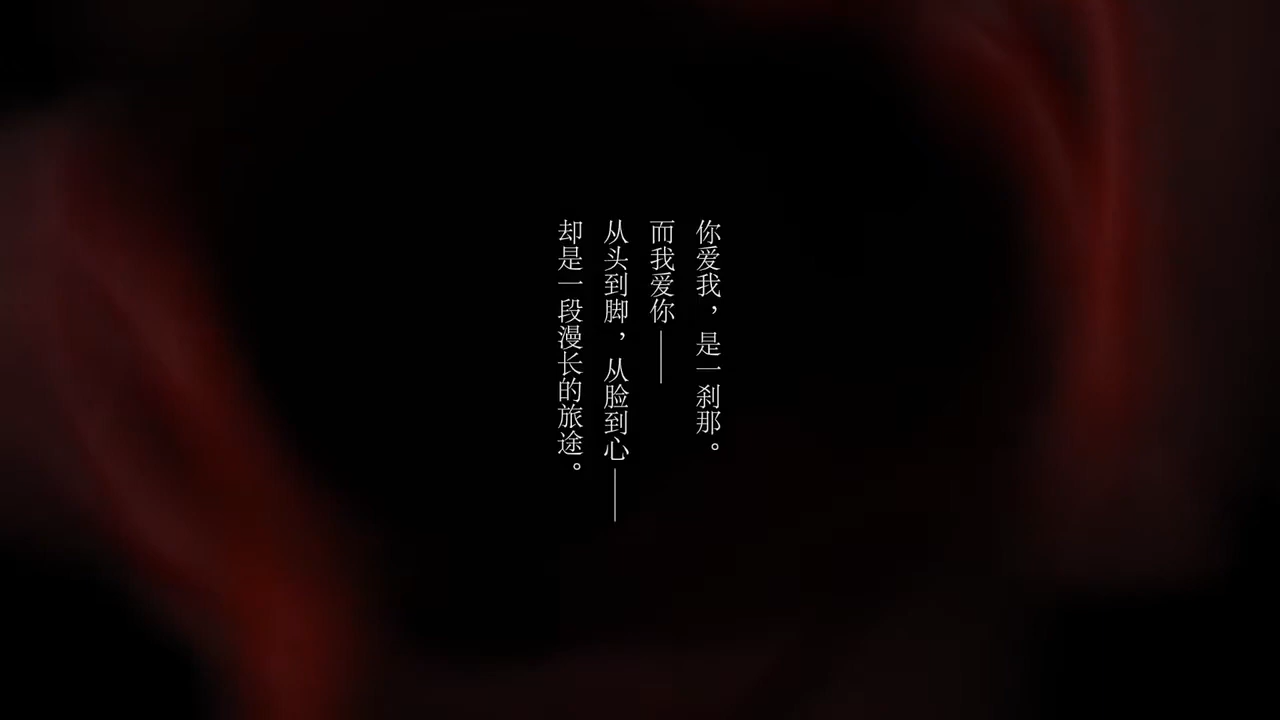 你爱我，是一刹那。
而我爱你——
从头到脚，从脸到心——
却是一段漫长的旅途。